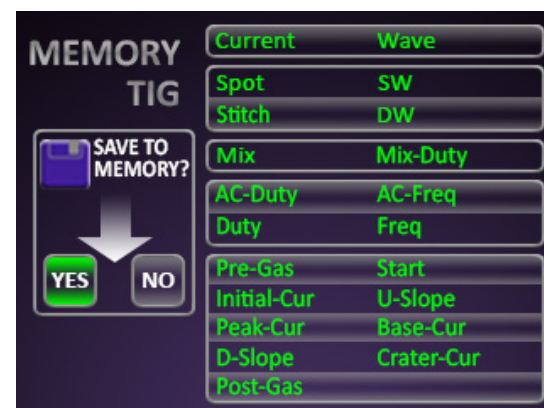 MEMORY
TIG
SAVE TO
MEMORY?
YES NO
Current Wave
Spot SW
Stitch DW
Mix Mix-Duty
AC-Duty AC-Freq
Duty Freq
Pre-Gas Start
Initial-Cur U-Slope
Peak-Cur Base-Cur
D-Slope Crater-Cur
Post-Gas